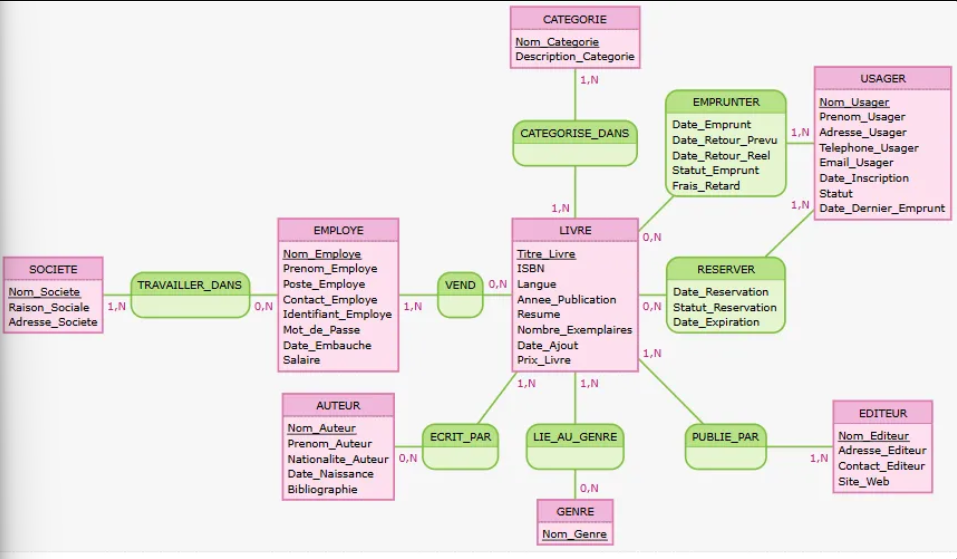 CATEGORIE
Nom_Categorie
Description_Categorie
1,N
CATEGORISE_DANS
1,N
EMPRUNTER
Date_Emprunt
Date_Retour_Prevu
Date_Retour_Reel
Statut_Emprunt
Frais_Retard
1,N
0,N
USAGER
Nom_Usager
Prenom_Usager
Adresse_Usager
Telephone_Usager
Email_Usager
Date_Inscription
Statut
Date_Dernier_Emprunt
1,N
SOCIETE
Nom_Societe
Raison_Sociale
Adresse_Societe
1,N
TRAVAILLER_DANS
0,N
EMPLOYE
Nom_Employe
Prenom_Employe
Poste_Employe
Contact_Employe
Identifiant_Employe
Mot_de_Passe
Date_Embauche
Salaire
1,N
VEND
0,N
LIVRE
Titre_Livre
ISBN
Langue
Annee_Publication
Resume
Nombre_Exemplaires
Date_Ajout
Prix_Livre
0,N
RESERVER
Date_Reservation
Statut_Reservation
Date_Expiration
1,N
1,N
1,N
AUTEUR
Nom_Auteur
Prenom_Auteur
Nationalite_Auteur
Date_Naissance
Bibliographie
0,N
ECRIT_PAR
LIE_AU_GENRE
0,N
GENRE
Nom_Genre
PUBLIE_PAR
1,N
EDITEUR
Nom_Editeur
Adresse_Editeur
Contact_Editeur
Site_Web